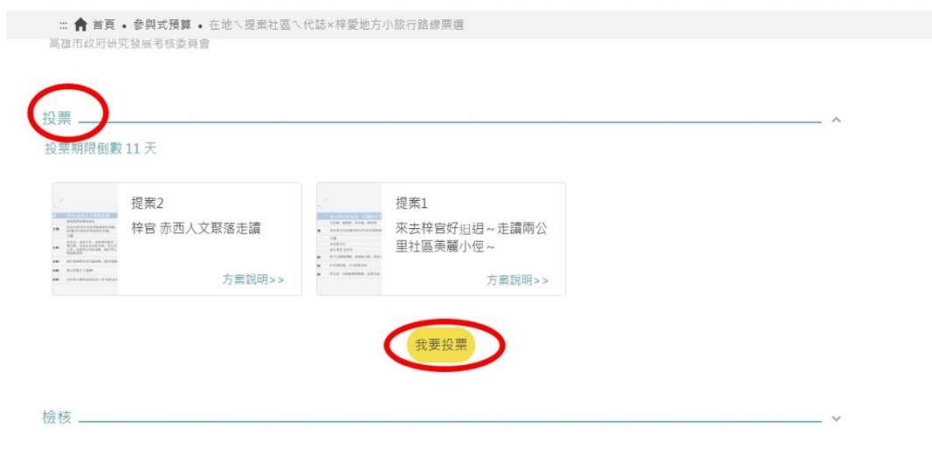 ::: 首頁 • 參與式預算 • 在地ㄟ提案社區ㄟ代誌×梓愛地方小旅行路線票選
高雄市政府研究發展考核委員會
投票
投票期限倒數 11 天
提案2
梓官 赤西人文聚落走讀
方案說明>>
提案1
來去梓官好𨑨迌~走讀兩公
里社區美麗小徑~
方案說明>>
我要投票
檢核